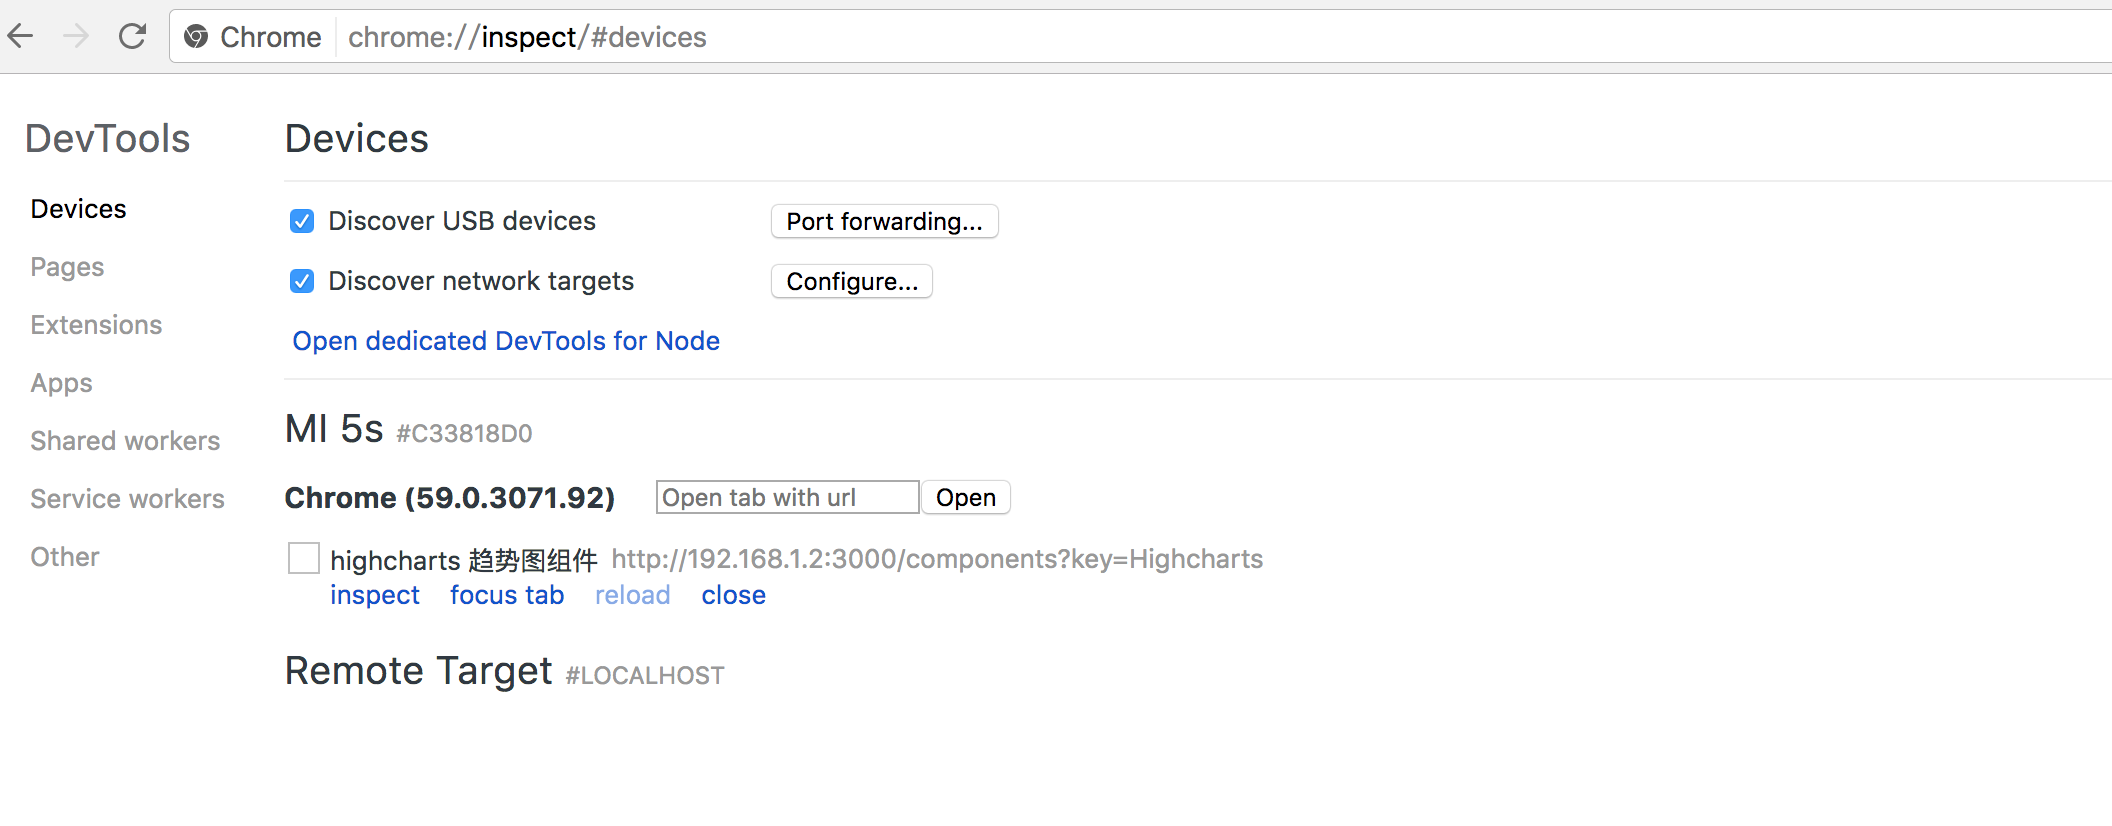 Chrome chrome://inspect/#devices
DevTools
Devices
Pages
Extensions
Apps
Shared workers
Service workers
Other
Devices
Discover USB devices Port forwarding...
Discover network targets Configure...
Open dedicated DevTools for Node
MI 5s #C33818D0
Chrome (59.0.3071.92) Open tab with url Open
highcharts 趋势图组件 http://192.168.1.2:3000/components?key=Highcharts
inspect focus tab reload close
Remote Target #LOCALHOST